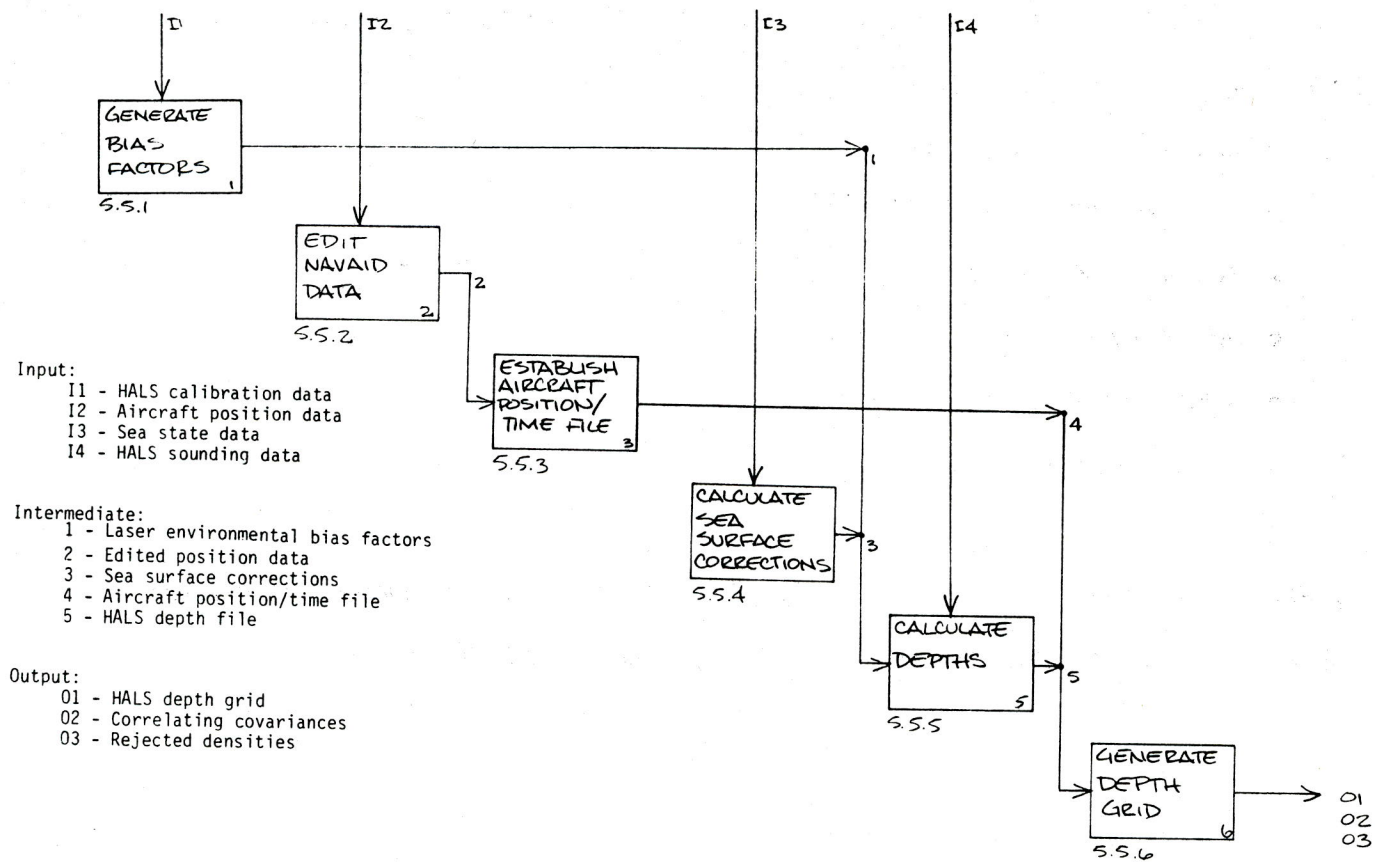 I1
I2
I3
I4
GENERATE
BIAS
FACTORS
1
5.5.1
1
EDIT
NAVAID
DATA
2
5.5.2
2
ESTABLISH
AIRCRAFT
POSITION/
TIME FILE
3
5.5.3
4
CALCULATE
SEA
SURFACE
CORRECTIONS
5.5.4
3
CALCULATE
DEPTHS
5
5.5.5
5
GENERATE
DEPTH
GRID
6
5.5.6
O1
O2
O3
Input:
I1 - HALS calibration data
I2 - Aircraft position data
I3 - Sea state data
I4 - HALS sounding data
Intermediate:
1 - Laser environmental bias factors
2 - Edited position data
3 - Sea surface corrections
4 - Aircraft position/time file
5 - HALS depth file
Output:
O1 - HALS depth grid
O2 - Correlating covariances
O3 - Rejected densities